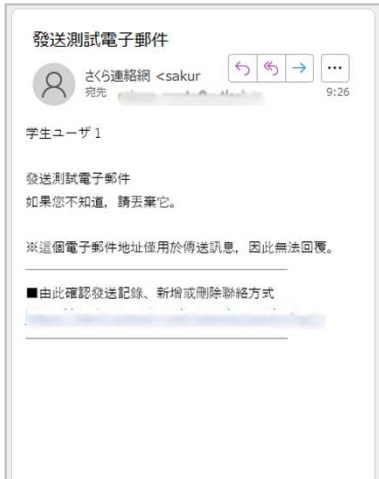 發送測試電子郵件
さくら連絡網 <sakur
宛先
9:26
学生ユーザ 1
發送測試電子郵件
如果您不知道，請丟棄它。
※這個電子郵件地址僅用於傳送訊息，因此無法回覆。
■由此確認發送記錄、新增或刪除聯絡方式